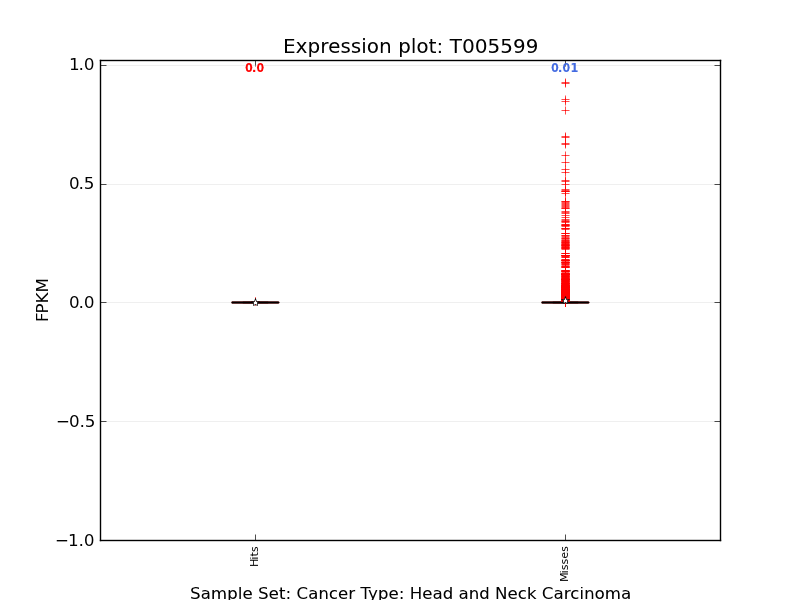 Expression plot: T005599
1.0
0.0
0.01
0.5
0.0
−0.5
−1.0
FPKM
Hits
Misses
Sample Set: Cancer Type: Head and Neck Carcinoma